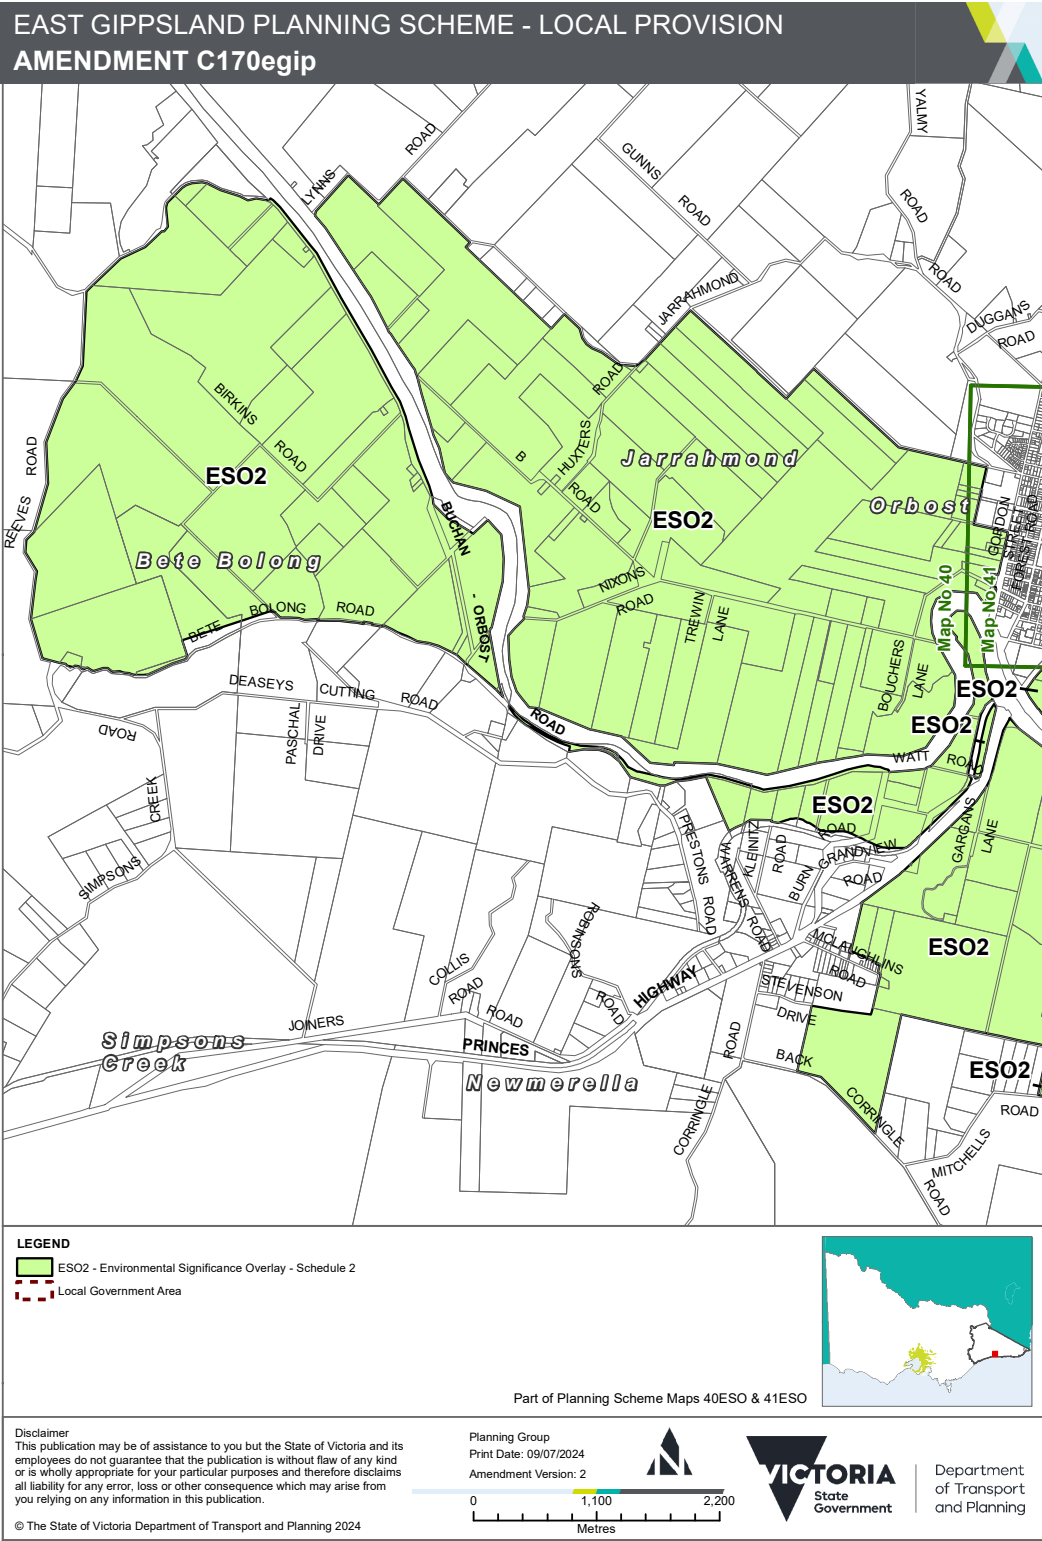 EAST GIPPSLAND PLANNING SCHEME - LOCAL PROVISION
AMENDMENT C170egip
YALMY
ROAD
ROAD
GUNNS
ROAD
LYNNS
ROAD
JARRAHMOND
DUGGANS
ROAD
ROAD
BIRKINS
ROAD
ROAD
HUXTERS
B
ROAD
Jarrahmond
ESO2
ESO2
Orbost
REEVES
ROAD
BUCHAN
- ORBOST
ROAD
Bete Bolong
BETE
BOLONG
ROAD
NIXONS
ROAD
TREWIN
LANE
BOUCHERS
LANE
GORDON
STREET
FOREST ROAD
Map No 40
Map No 41
ESO2
ESO2
DEASEYS
CUTTING
ROAD
PASCHAL
DRIVE
ROAD
CREEK
SIMPSONS
WATT
ROAD
ESO2
ROAD
GRANDVIEW
ROAD
GARGANS
LANE
PRESTONS
ROAD
WARRENS
ROAD
KLEINITZ
ROAD
BURN
MCLAUGHLINS
ROAD
ESO2
STEVENSON
DRIVE
ROBINSONS
ROAD
COLLIS
ROAD
ROAD
HIGHWAY
JOINERS
PRINCES
Simpsons
Creek
Newmerella
ROAD
BACK
CORRINGLE
CORRINGLE
ESO2
ROAD
MITCHELLS
ROAD
LEGEND
ESO2 - Environmental Significance Overlay - Schedule 2
Local Government Area
Part of Planning Scheme Maps 40ESO & 41ESO
Disclaimer
This publication may be of assistance to you but the State of Victoria and its
employees do not guarantee that the publication is without flaw of any kind
or is wholly appropriate for your particular purposes and therefore disclaims
all liability for any error, loss or other consequence which may arise from
you relying on any information in this publication.
© The State of Victoria Department of Transport and Planning 2024
Planning Group
Print Date: 09/07/2024
Amendment Version: 2
N
0 1,100 2,200
Metres
VICTORIA
State
Government
Department
of Transport
and Planning